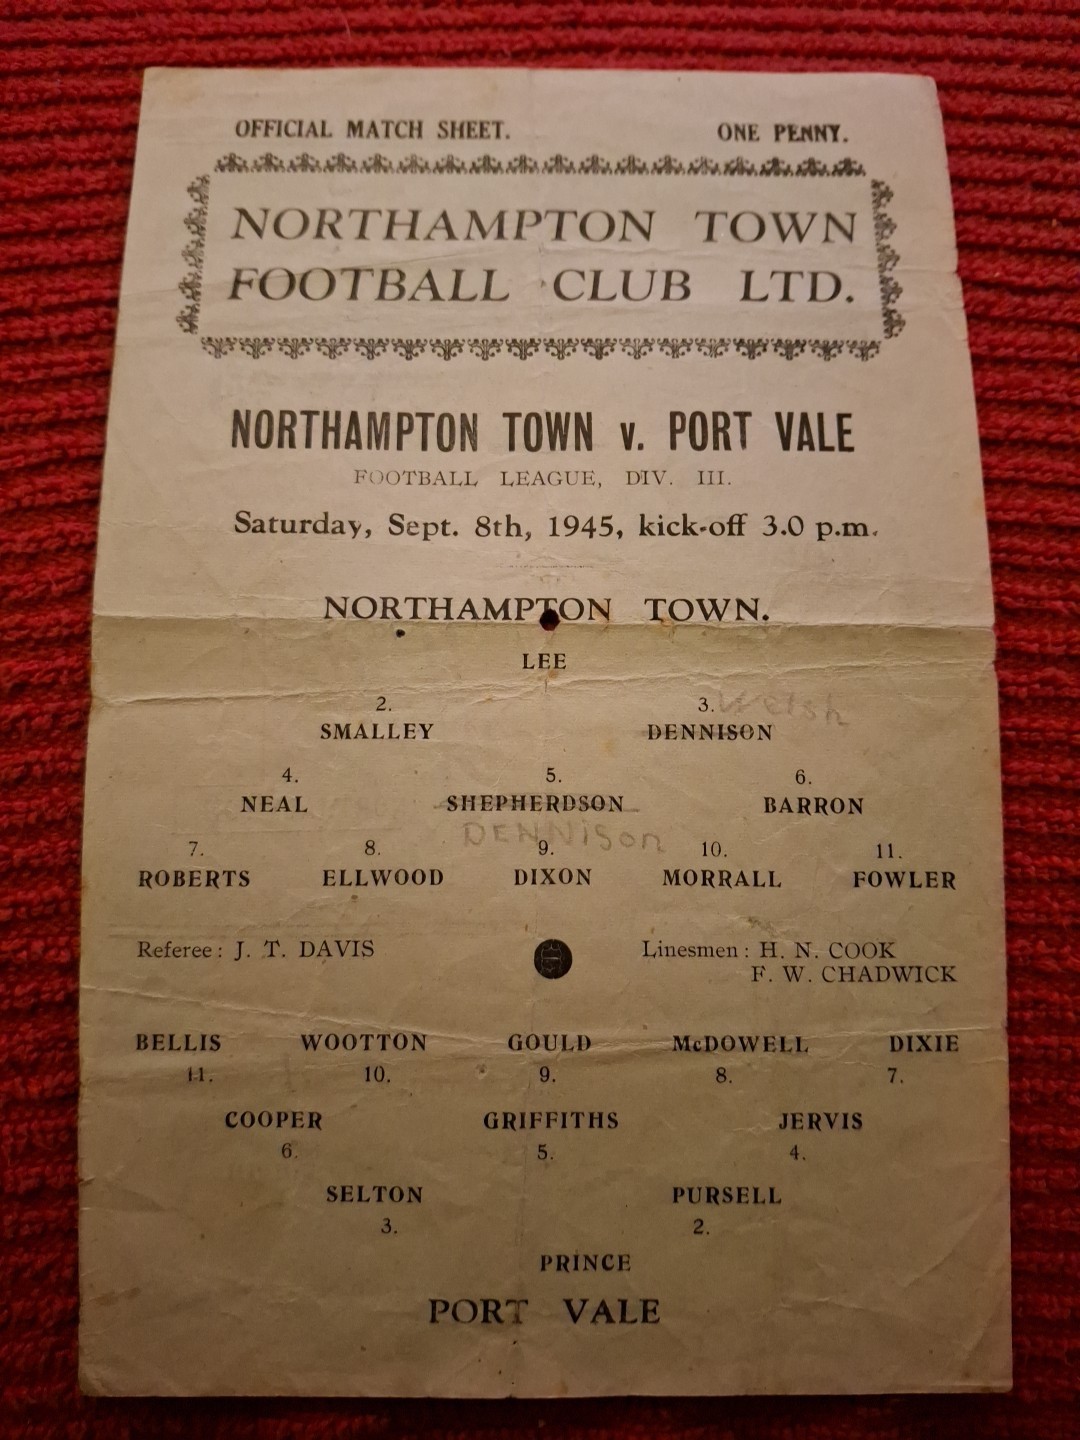 OFFICIAL MATCH SHEET. ONE PENNY.
NORTHAMPTON TOWN
FOOTBALL CLUB LTD.
NORTHAMPTON TOWN v. PORT VALE
FOOTBALL LEAGUE, DIV. III.
Saturday, Sept. 8th, 1945, kick-off 3.0 p.m.
NORTHAMPTON TOWN.
LEE
2. 3. Welsh
SMALLEY DENNISON
4. 5. 6.
NEAL SHEPHERDSON BARRON
DENNISON
7. 8. 9. 10. 11.
ROBERTS ELLWOOD DIXON MORRALL FOWLER
Referee: J. T. DAVIS Linesmen: H. N. COOK
F. W. CHADWICK
BELLIS WOOTTON GOULD McDOWELL DIXIE
11. 10. 9. 8. 7.
COOPER GRIFFITHS JERVIS
6. 5. 4.
SELTON PURSELL
3. 2.
PRINCE
PORT VALE